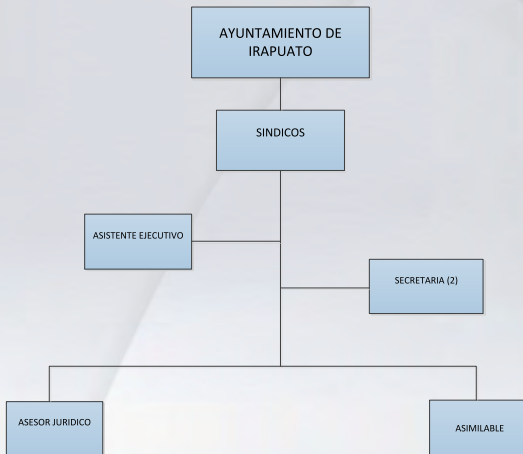 AYUNTAMIENTO DE
IRAPUATO
SINDICOS
ASISTENTE EJECUTIVO
SECRETARIA (2)
ASESOR JURIDICO
ASIMILABLE